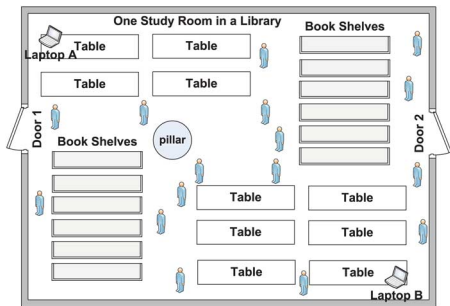 One Study Room in a Library
Book Shelves
Laptop A
Table
Table
Table
Table
Door 1
Door 2
Book Shelves
pillar
Table
Table
Table
Table
Table
Table
Laptop B